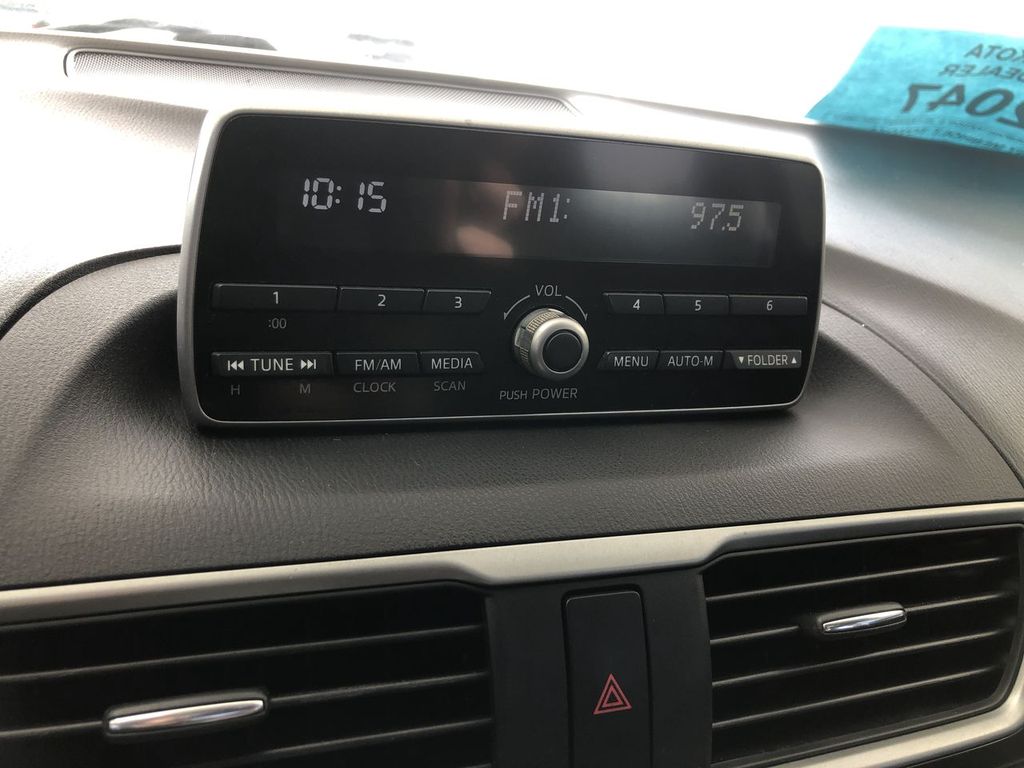 10:15 FM1: 97.5
VOL
1 2 3 4 5 6
:00
TUNE FM/AM MEDIA MENU AUTO-M FOLDER
H M CLOCK SCAN
PUSH POWER
DEALER